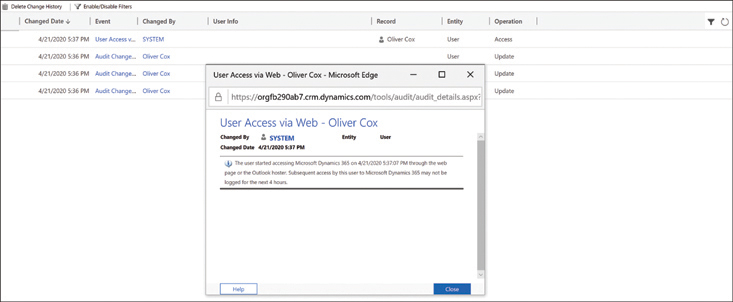 Delete Change History Enable/Disable Filters
Changed Date ↓ Event Changed By User Info Record Entity Operation
4/21/2020 5:37 PM User Access v... SYSTEM Oliver Cox User Access
4/21/2020 5:37 PM Audit Change... Oliver Cox User Update
4/21/2020 5:36 PM Audit Change... Oliver Cox User Update
4/21/2020 5:36 PM Audit Change... Oliver Cox User Update
User Access via Web - Oliver Cox - Microsoft Edge
https://orgfb290ab7.crm.dynamics.com/tools/audit/audit_details.aspx?
User Access via Web - Oliver Cox
Changed By SYSTEM Entity User
Changed Date 4/21/2020 5:37 PM
The user started accessing Microsoft Dynamics 365 on 4/21/2020 5:37:07 PM through the web
page or the Outlook hoster. Subsequent access by this user to Microsoft Dynamics 365 may not be
logged for the next 4 hours.
Help Close